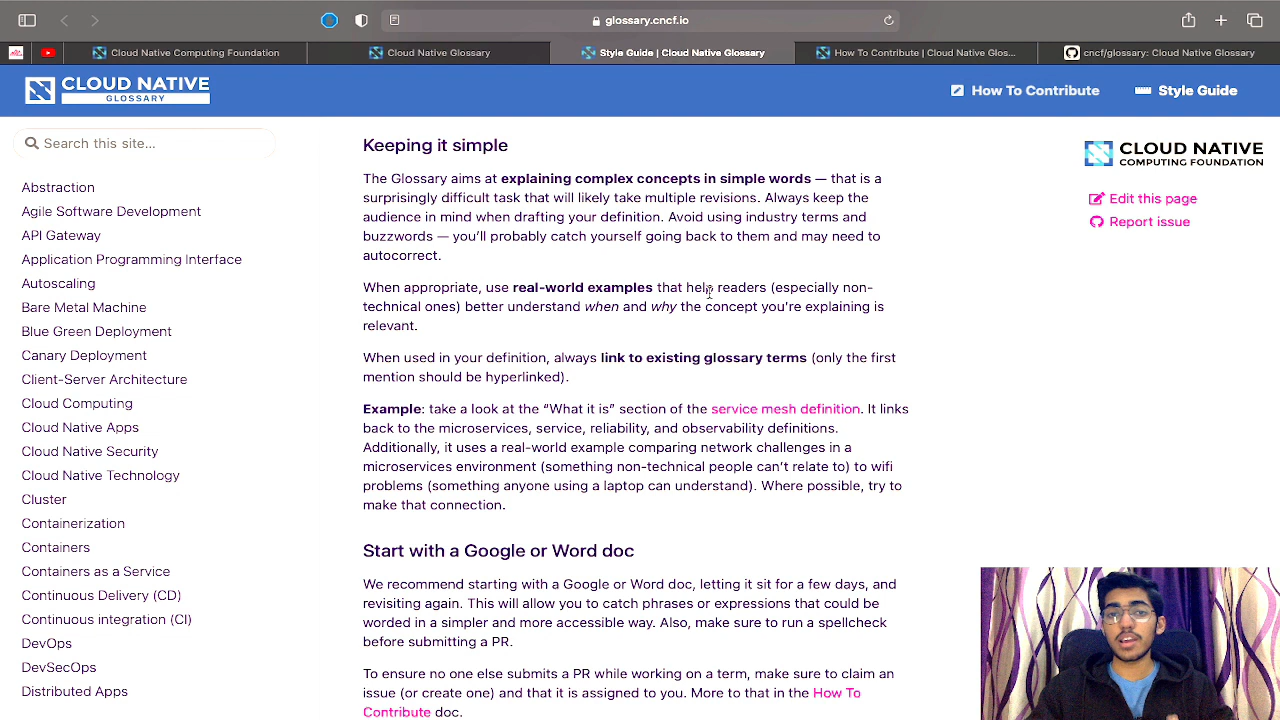 glossary.cncf.io
Cloud Native Computing Foundation
Cloud Native Glossary
Style Guide | Cloud Native Glossary
How To Contribute | Cloud Native Glos...
cncf/glossary: Cloud Native Glossary
CLOUD NATIVE
GLOSSARY
How To Contribute
Style Guide
Search this site...
Abstraction
Agile Software Development
API Gateway
Application Programming Interface
Autoscaling
Bare Metal Machine
Blue Green Deployment
Canary Deployment
Client-Server Architecture
Cloud Computing
Cloud Native Apps
Cloud Native Security
Cloud Native Technology
Cluster
Containerization
Containers
Containers as a Service
Continuous Delivery (CD)
Continuous integration (CI)
DevOps
DevSecOps
Distributed Apps
Keeping it simple
The Glossary aims at explaining complex concepts in simple words — that is a
surprisingly difficult task that will likely take multiple revisions. Always keep the
audience in mind when drafting your definition. Avoid using industry terms and
buzzwords — you'll probably catch yourself going back to them and may need to
autocorrect.
When appropriate, use real-world examples that help readers (especially non-
technical ones) better understand when and why the concept you're explaining is
relevant.
When used in your definition, always link to existing glossary terms (only the first
mention should be hyperlinked).
Example: take a look at the “What it is” section of the service mesh definition. It links
back to the microservices, service, reliability, and observability definitions.
Additionally, it uses a real-world example comparing network challenges in a
microservices environment (something non-technical people can't relate to) to wifi
problems (something anyone using a laptop can understand). Where possible, try to
make that connection.
Start with a Google or Word doc
We recommend starting with a Google or Word doc, letting it sit for a few days, and
revisiting again. This will allow you to catch phrases or expressions that could be
worded in a simpler and more accessible way. Also, make sure to run a spellcheck
before submitting a PR.
To ensure no one else submits a PR while working on a term, make sure to claim an
issue (or create one) and that it is assigned to you. More to that in the How To
Contribute doc.
CLOUD NATIVE
COMPUTING FOUNDATION
Edit this page
Report issue